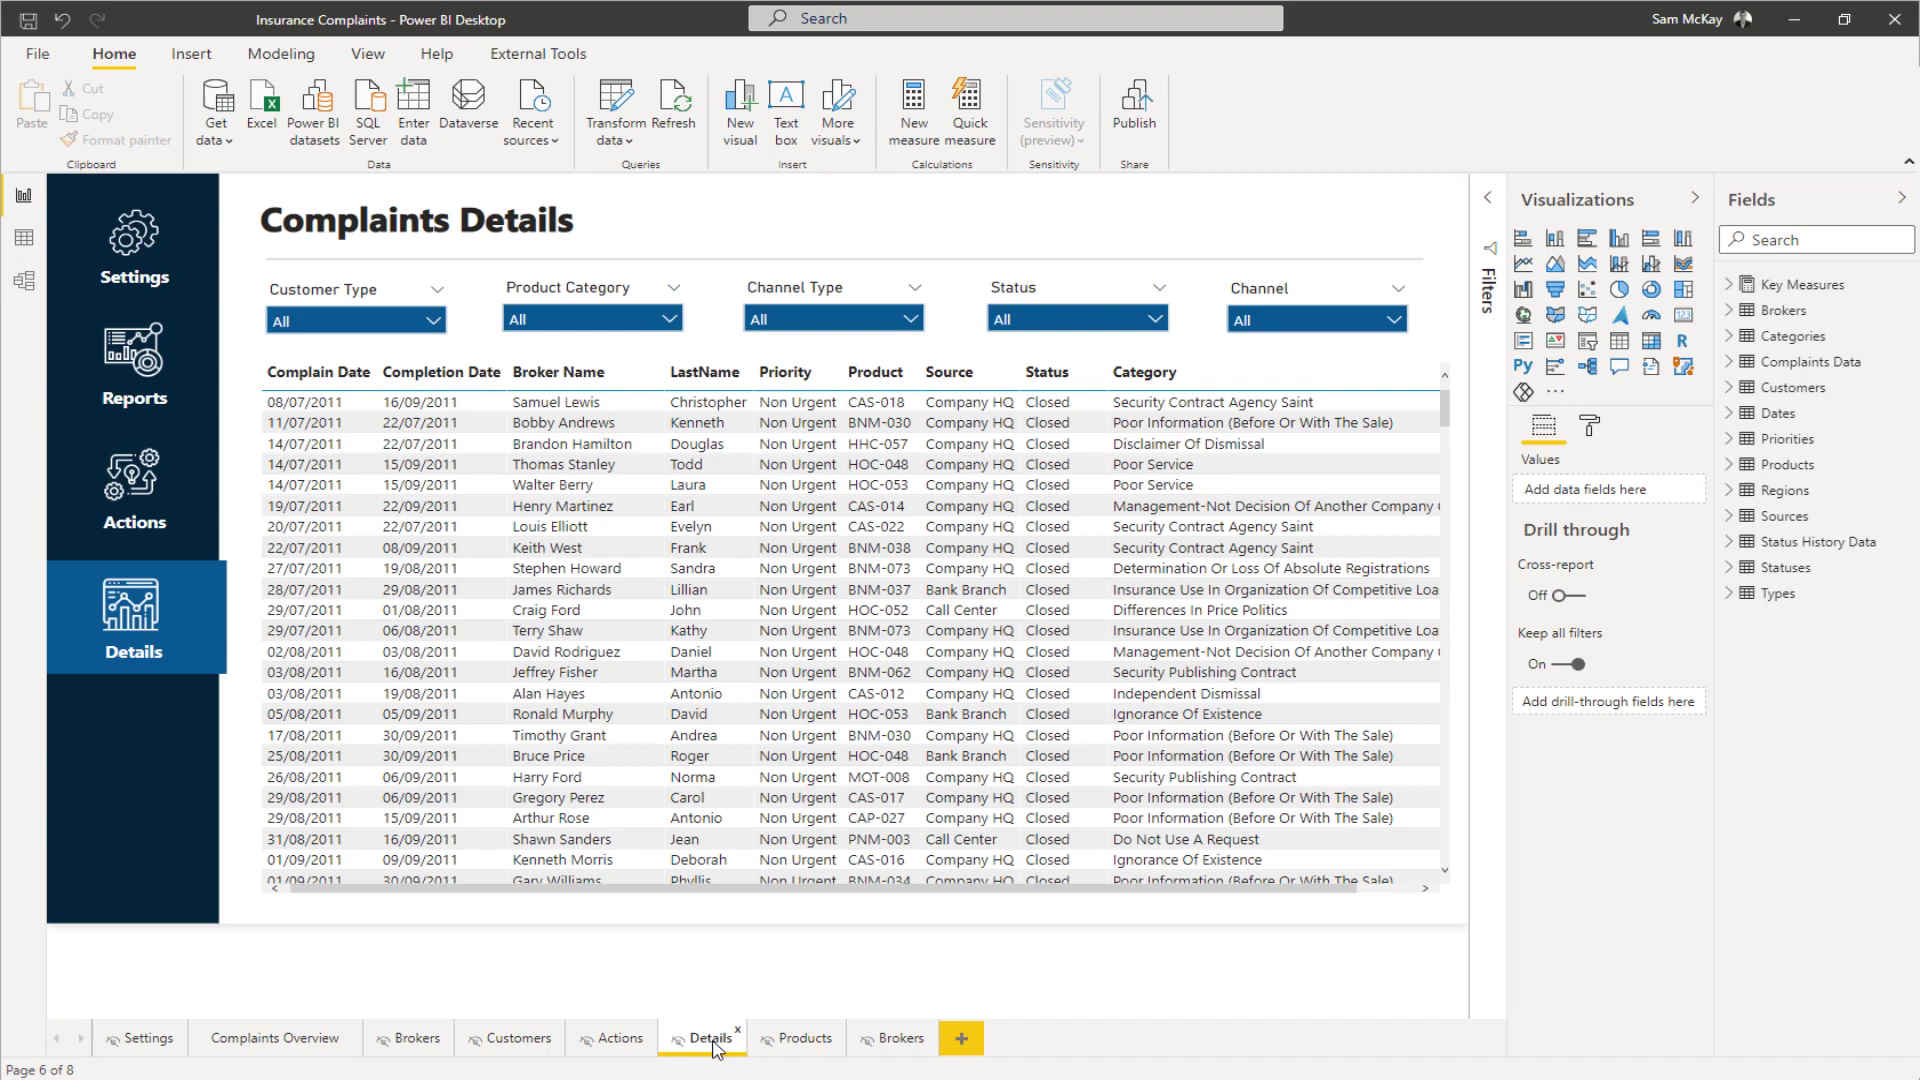 Insurance Complaints - Power BI Desktop
Search
Sam McKay
File Home Insert Modeling View Help External Tools
Paste
Cut
Copy
Format painter
Clipboard
Get data
Excel
Power BI datasets
SQL Server
Enter data
Dataverse
Recent sources
Data
Transform data
Refresh
Queries
New visual
Text box
More visuals
Insert
New measure
Quick measure
Calculations
Sensitivity (preview)
Sensitivity
Publish
Share
Settings
Reports
Actions
Details
Complaints Details
Customer Type Product Category Channel Type Status Channel
All All All All All
Complain Date Completion Date Broker Name LastName Priority Product Source Status Category
08/07/2011 16/09/2011 Samuel Lewis Christopher Non Urgent CAS-018 Company HQ Closed Security Contract Agency Saint
11/07/2011 22/07/2011 Bobby Andrews Kenneth Non Urgent BNM-030 Company HQ Closed Poor Information (Before Or With The Sale)
14/07/2011 22/07/2011 Brandon Hamilton Douglas Non Urgent HHC-057 Company HQ Closed Disclaimer Of Dismissal
14/07/2011 15/09/2011 Thomas Stanley Todd Non Urgent HOC-048 Company HQ Closed Poor Service
14/07/2011 15/09/2011 Walter Berry Laura Non Urgent HOC-053 Company HQ Closed Poor Service
19/07/2011 22/09/2011 Henry Martinez Earl Non Urgent CAS-014 Company HQ Closed Management-Not Decision Of Another Company
20/07/2011 22/07/2011 Louis Elliott Evelyn Non Urgent CAS-022 Company HQ Closed Security Contract Agency Saint
22/07/2011 08/09/2011 Keith West Frank Non Urgent BNM-038 Company HQ Closed Security Contract Agency Saint
27/07/2011 19/08/2011 Stephen Howard Sandra Non Urgent BNM-073 Company HQ Closed Determination Or Loss Of Absolute Registrations
28/07/2011 29/08/2011 James Richards Lillian Non Urgent BNM-037 Bank Branch Closed Insurance Use In Organization Of Competitive Loa
29/07/2011 01/08/2011 Craig Ford John Non Urgent HOC-052 Call Center Closed Differences In Price Politics
29/07/2011 06/08/2011 Terry Shaw Kathy Non Urgent BNM-073 Company HQ Closed Insurance Use In Organization Of Competitive Loa
02/08/2011 03/08/2011 David Rodriguez Daniel Non Urgent HOC-048 Company HQ Closed Management-Not Decision Of Another Company
03/08/2011 16/08/2011 Jeffrey Fisher Martha Non Urgent BNM-062 Company HQ Closed Security Publishing Contract
03/08/2011 19/08/2011 Alan Hayes Antonio Non Urgent CAS-012 Company HQ Closed Independent Dismissal
05/08/2011 05/09/2011 Ronald Murphy David Non Urgent HOC-053 Bank Branch Closed Ignorance Of Existence
17/08/2011 30/09/2011 Timothy Grant Andrea Non Urgent BNM-030 Company HQ Closed Poor Information (Before Or With The Sale)
25/08/2011 30/09/2011 Bruce Price Roger Non Urgent HOC-048 Bank Branch Closed Poor Information (Before Or With The Sale)
26/08/2011 06/09/2011 Harry Ford Norma Non Urgent MOT-008 Company HQ Closed Security Publishing Contract
29/08/2011 06/09/2011 Gregory Perez Carol Non Urgent CAS-017 Company HQ Closed Poor Information (Before Or With The Sale)
29/08/2011 15/09/2011 Arthur Rose Antonio Non Urgent CAP-027 Company HQ Closed Poor Information (Before Or With The Sale)
31/08/2011 16/09/2011 Shawn Sanders Jean Non Urgent PNM-003 Call Center Closed Do Not Use A Request
01/09/2011 09/09/2011 Kenneth Morris Deborah Non Urgent CAS-016 Company HQ Closed Ignorance Of Existence
01/09/2011 30/09/2011 Gary Williams Phyllis Non Urgent BNM-034 Company HQ Closed Poor Information (Before Or With The Sale)
Filters
Visualizations
R
Py
Values
Add data fields here
Drill through
Cross-report
Off
Keep all filters
On
Add drill-through fields here
Fields
Search
Key Measures
Brokers
Categories
Complaints Data
Customers
Dates
Priorities
Products
Regions
Sources
Status History Data
Statuses
Types
Settings Complaints Overview Brokers Customers Actions Details Products Brokers
Page 6 of 8